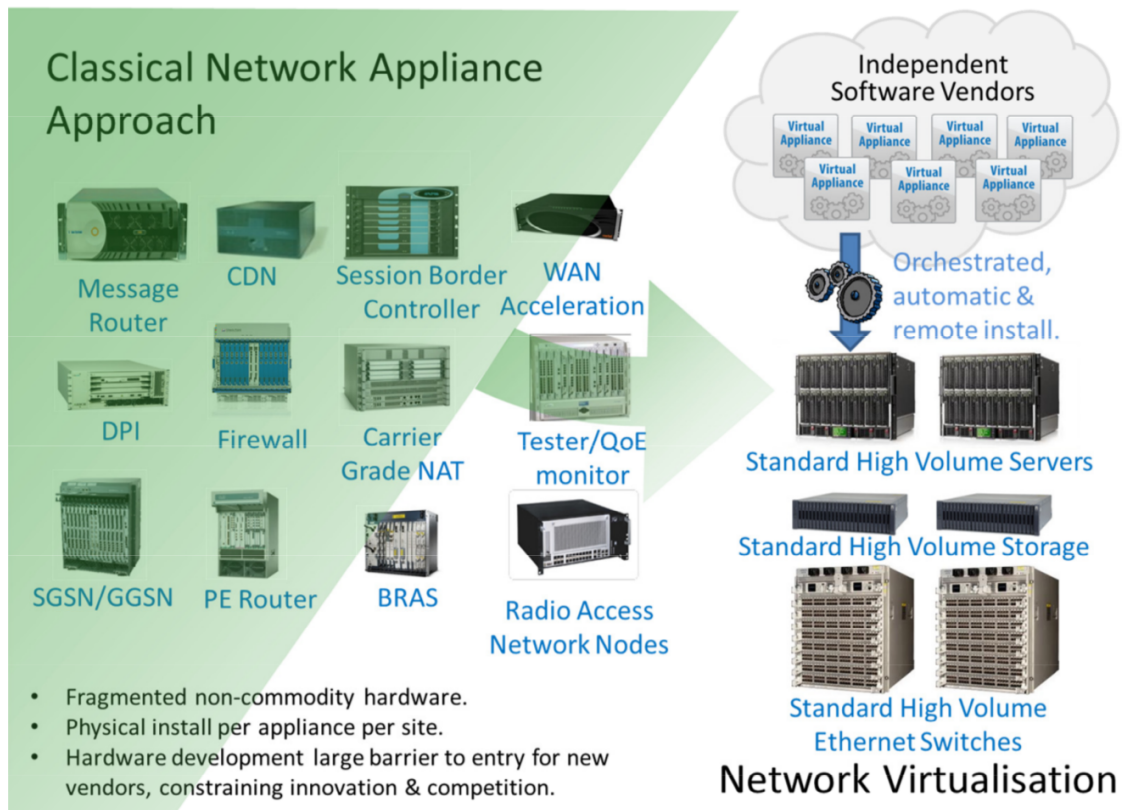 Classical Network Appliance
Approach
Message
Router
CDN
Session Border
Controller
WAN
Acceleration
DPI
Firewall
Carrier
Grade NAT
Tester/QoE
monitor
SGSN/GGSN
PE Router
BRAS
Radio Access
Network Nodes
• Fragmented non-commodity hardware.
• Physical install per appliance per site.
• Hardware development large barrier to entry for new
vendors, constraining innovation & competition.
Independent
Software Vendors
Virtual
Appliance
Virtual
Appliance
Virtual
Appliance
Virtual
Appliance
Virtual
Appliance
Virtual
Appliance
Virtual
Appliance
Orchestrated,
automatic &
remote install.
Standard High Volume Servers
Standard High Volume Storage
Standard High Volume
Ethernet Switches
Network Virtualisation